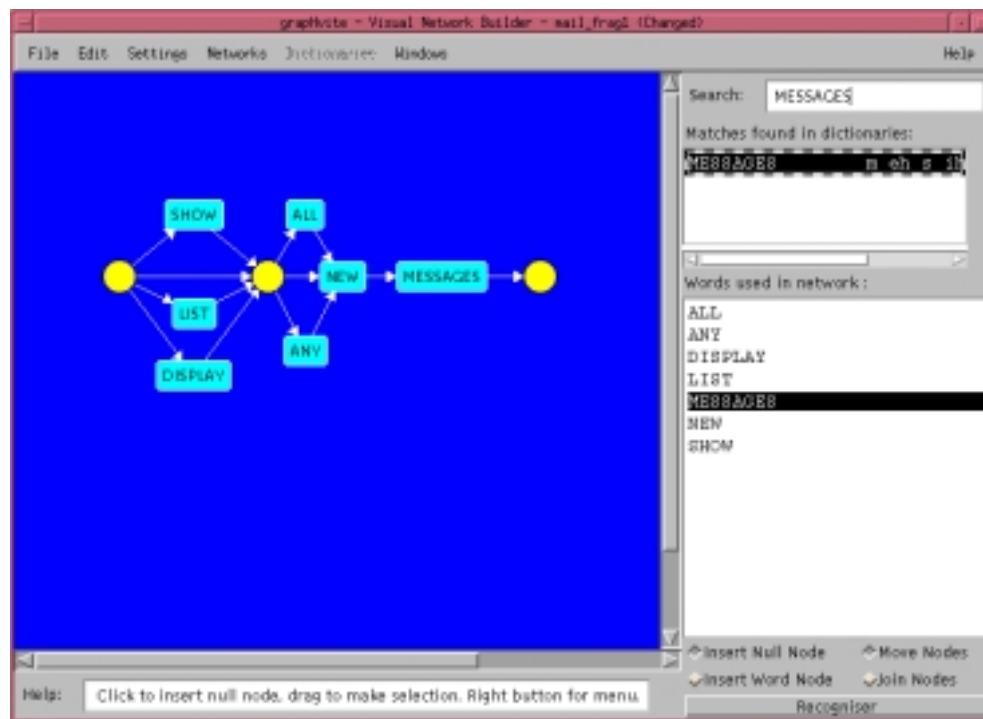 grapHvite - Visual Network Builder - mail_frag1 (Changed)
File Edit Settings Networks Dictionaries Windows Help
Search: MESSAGES
Matches found in dictionaries:
MESSAGES m eh s ih
SHOW ALL
NEW MESSAGES
LIST
ANY
DISPLAY
Words used in network:
ALL
ANY
DISPLAY
LIST
MESSAGES
NEW
SHOW
Insert Null Node Move Nodes
Insert Word Node Join Nodes
Recogniser
Help: Click to insert null node, drag to make selection. Right button for menu.